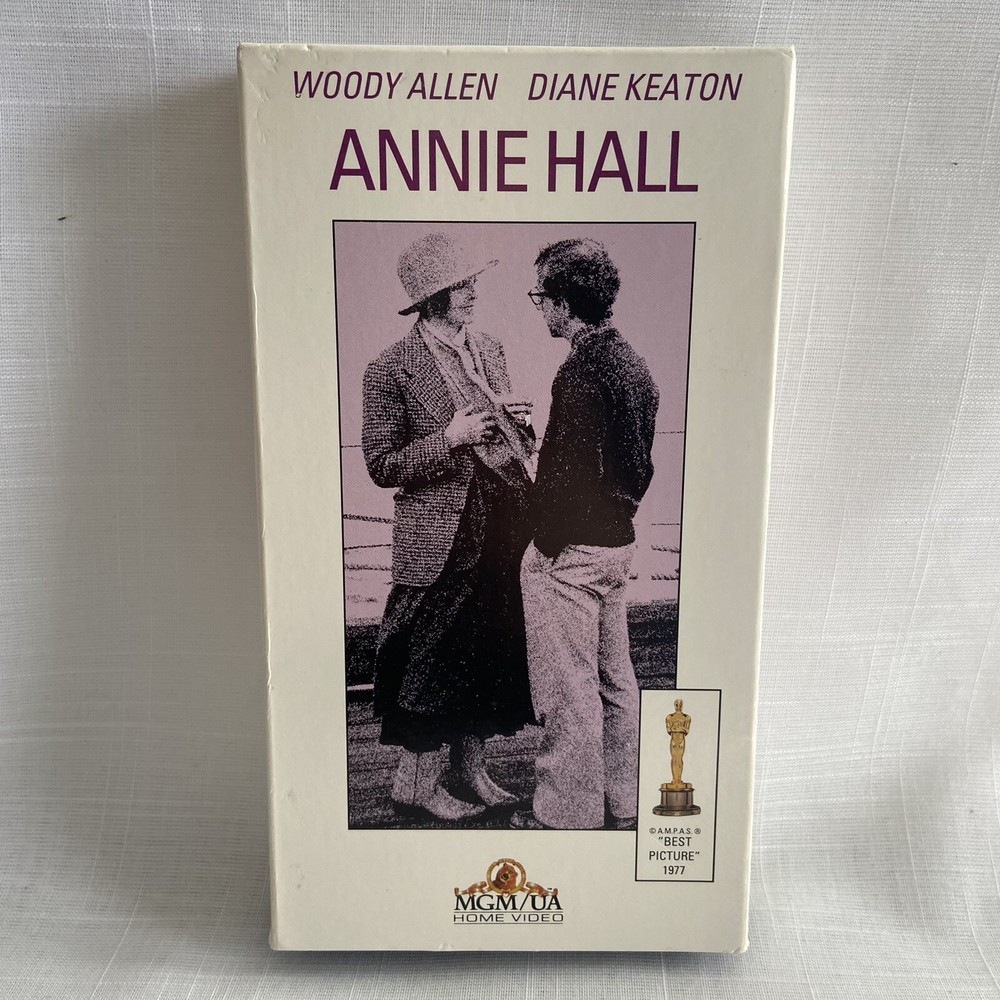 WOODY ALLEN DIANE KEATON
ANNIE HALL
© A.M.P.A.S. ®
"BEST
PICTURE"
1977
MGM/UA
HOME VIDEO